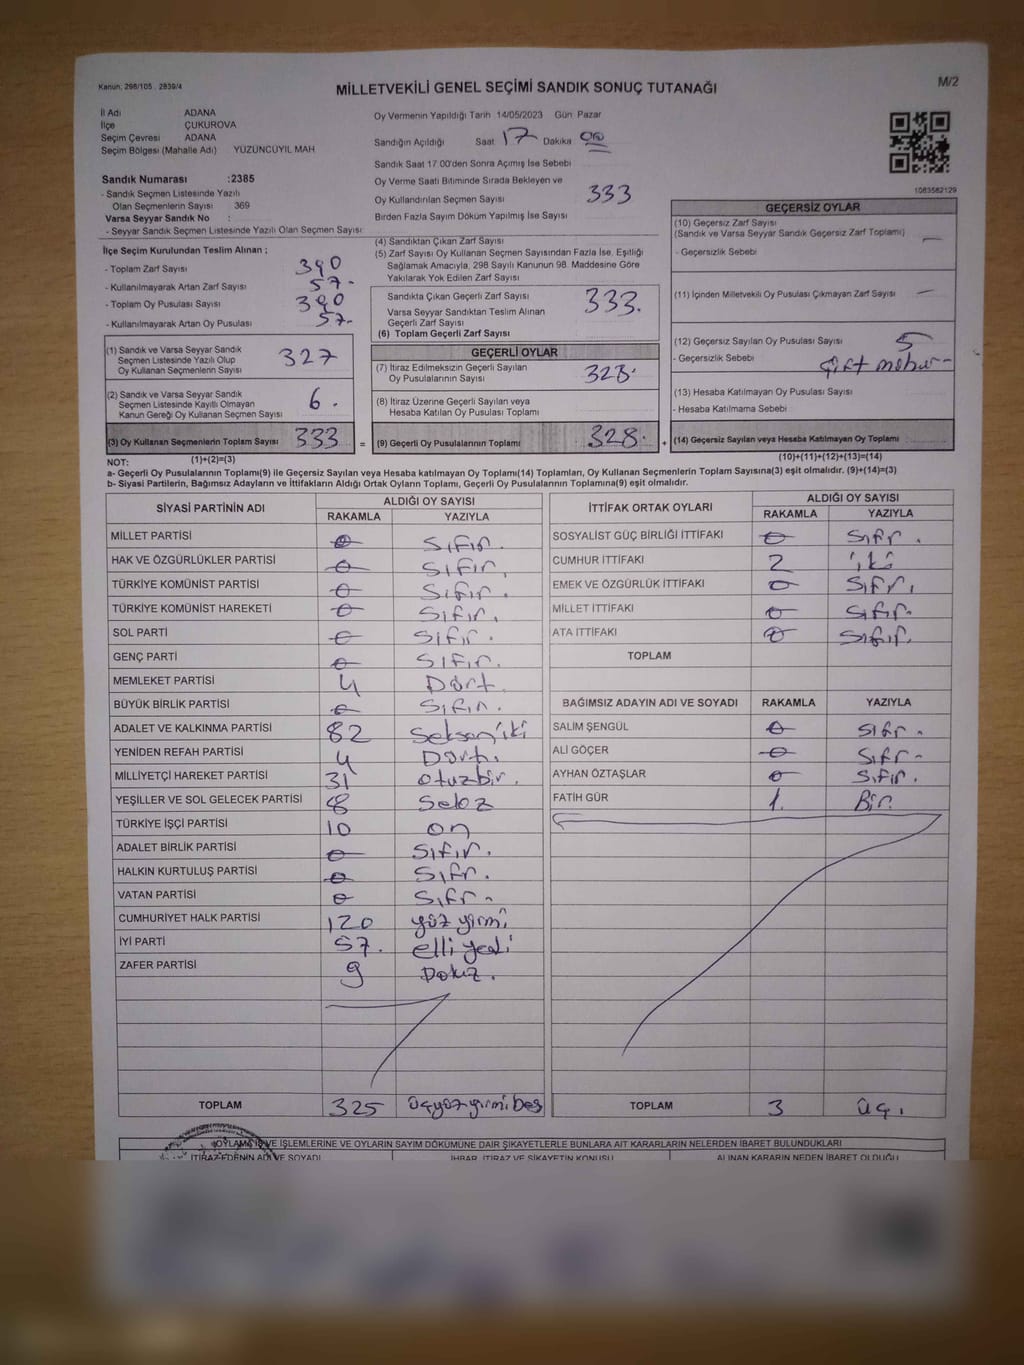 Kanun: 298/105 . 2839/4
MİLLETVEKİLİ GENEL SEÇİMİ SANDIK SONUÇ TUTANAĞI
M/2
İl Adı ADANA
İlçe ÇUKUROVA
Seçim Çevresi ADANA
Seçim Bölgesi (Mahalle Adı) YÜZÜNCÜYIL MAH.
Sandık Numarası :2385
- Sandık Seçmen Listesinde Yazılı
Olan Seçmenlerin Sayısı 369
Varsa Seyyar Sandık No :
- Seyyar Sandık Seçmen Listesinde Yazılı Olan Seçmen Sayısı
Oy Vermenin Yapıldığı Tarih 14/05/2023 Gün Pazar
Sandığın Açıldığı Saat 17 Dakika 00
Sandık Saat 17 00'den Sonra Açımış İse Sebebi
Oy Verme Saati Bitiminde Sırada Bekleyen ve
Oy Kullandırılan Seçmen Sayısı 333
Birden Fazla Sayım Döküm Yapılmış İse Sayısı
1083562129
İlçe Seçim Kurulundan Teslim Alınan ;
- Toplam Zarf Sayısı 390
- Kullanılmayarak Artan Zarf Sayısı 57-
- Toplam Oy Pusulası Sayısı 390
- Kullanılmayarak Artan Oy Pusulası 57-
(4) Sandıktan Çıkan Zarf Sayısı
(5) Zarf Sayısı Oy Kullanan Seçmen Sayısından Fazla İse, Eşitliği
Sağlamak Amacıyla, 298 Sayılı Kanunun 98. Maddesine Göre
Yakılarak Yok Edilen Zarf Sayısı
Sandıkta Çıkan Geçerli Zarf Sayısı 333.
Varsa Seyyar Sandıktan Teslim Alınan
Geçerli Zarf Sayısı
(6) Toplam Geçerli Zarf Sayısı
GEÇERSİZ OYLAR
(10) Geçersiz Zarf Sayısı
(Sandık ve Varsa Seyyar Sandık Geçersiz Zarf Toplamı) —
- Geçersizlik Sebebi
(11) İçinden Milletvekili Oy Pusulası Çıkmayan Zarf Sayısı —
(12) Geçersiz Sayılan Oy Pusulası Sayısı 5
- Geçersizlik Sebebi Çift mühür -
(13) Hesaba Katılmayan Oy Pusulası Sayısı
- Hesaba Katılmama Sebebi
(1) Sandık ve Varsa Seyyar Sandık
Seçmen Listesinde Yazılı Olup
Oy Kullanan Seçmenlerin Sayısı 327
(2) Sandık ve Varsa Seyyar Sandık
Seçmen Listesinde Kayıtlı Olmayan
Kanun Gereği Oy Kullanan Seçmen Sayısı 6.
GEÇERLİ OYLAR
(7) İtiraz Edilmeksizin Geçerli Sayılan
Oy Pusulalarının Sayısı 328.
(8) İtiraz Üzerine Geçerli Sayılan veya
Hesaba Katılan Oy Pusulası Toplamı
(3) Oy Kullanan Seçmenlerin Toplam Sayısı 333 = (9) Geçerli Oy Pusulalarının Toplamı 328. + (14) Geçersiz Sayılan veya Hesaba Katılmayan Oy Toplamı
NOT: (1)+(2)=(3) (10)+(11)+(12)+(13)=(14)
a- Geçerli Oy Pusulalarının Toplamı(9) ile Geçersiz Sayılan veya Hesaba katılmayan Oy Toplamı(14) Toplamları, Oy Kullanan Seçmenlerin Toplam Sayısına(3) eşit olmalıdır. (9)+(14)=(3)
b- Siyasi Partilerin, Bağımsız Adayların ve İttifakların Aldığı Ortak Oyların Toplamı, Geçerli Oy Pusulalarının Toplamına(9) eşit olmalıdır.
SİYASİ PARTİNİN ADI ALDIĞI OY SAYISI
RAKAMLA YAZIYLA
MİLLET PARTİSİ 0 Sıfır.
HAK VE ÖZGÜRLÜKLER PARTİSİ 0 Sıfır.
TÜRKİYE KOMÜNİST PARTİSİ 0 Sıfır.
TÜRKİYE KOMÜNİST HAREKETİ 0 Sıfır.
SOL PARTİ 0 Sıfır.
GENÇ PARTİ 0 Sıfır.
MEMLEKET PARTİSİ 4 Dört.
BÜYÜK BİRLİK PARTİSİ 0 Sıfır.
ADALET VE KALKINMA PARTİSİ 82 Seksen iki
YENİDEN REFAH PARTİSİ 4 Dört.
MİLLİYETÇİ HAREKET PARTİSİ 31 otuzbir.
YEŞİLLER VE SOL GELECEK PARTİSİ 8 Sekiz
TÜRKİYE İŞÇİ PARTİSİ 10 on
ADALET BİRLİK PARTİSİ 0 Sıfır.
HALKIN KURTULUŞ PARTİSİ 0 Sıfır.
VATAN PARTİSİ 0 Sıfır.
CUMHURİYET HALK PARTİSİ 120 yüz yirmi
İYİ PARTİ 57. elli yedi
ZAFER PARTİSİ 9 Dokuz.
TOPLAM 325 üçyüzyirmibeş
İTTİFAK ORTAK OYLARI ALDIĞI OY SAYISI
RAKAMLA YAZIYLA
SOSYALİST GÜÇ BİRLİĞİ İTTİFAKI 0 Sıfır.
CUMHUR İTTİFAKI 2 iki
EMEK VE ÖZGÜRLÜK İTTİFAKI 0 Sıfır.
MİLLET İTTİFAKI 0 Sıfır.
ATA İTTİFAKI 0 Sıfır.
TOPLAM
BAĞIMSIZ ADAYIN ADI VE SOYADI RAKAMLA YAZIYLA
SALİM ŞENGÜL 0 Sıfır.
ALİ GÖÇER 0 Sıfır.
AYHAN ÖZTAŞLAR 0 Sıfır.
FATİH GÜR 1. Bir.
TOPLAM 3 üç.
OYLAMA İŞ VE İŞLEMLERİNE VE OYLARIN SAYIM DÖKÜMÜNE DAİR ŞİKAYETLERLE BUNLARA AİT KARARLARIN NELERDEN İBARET BULUNDUKLARI
İTİRAZ EDENİN ADI VE SOYADI İHBAR, İTİRAZ VE ŞİKAYETİN KONUSU ALINAN KARARIN NEDEN İBARET OLDUĞU